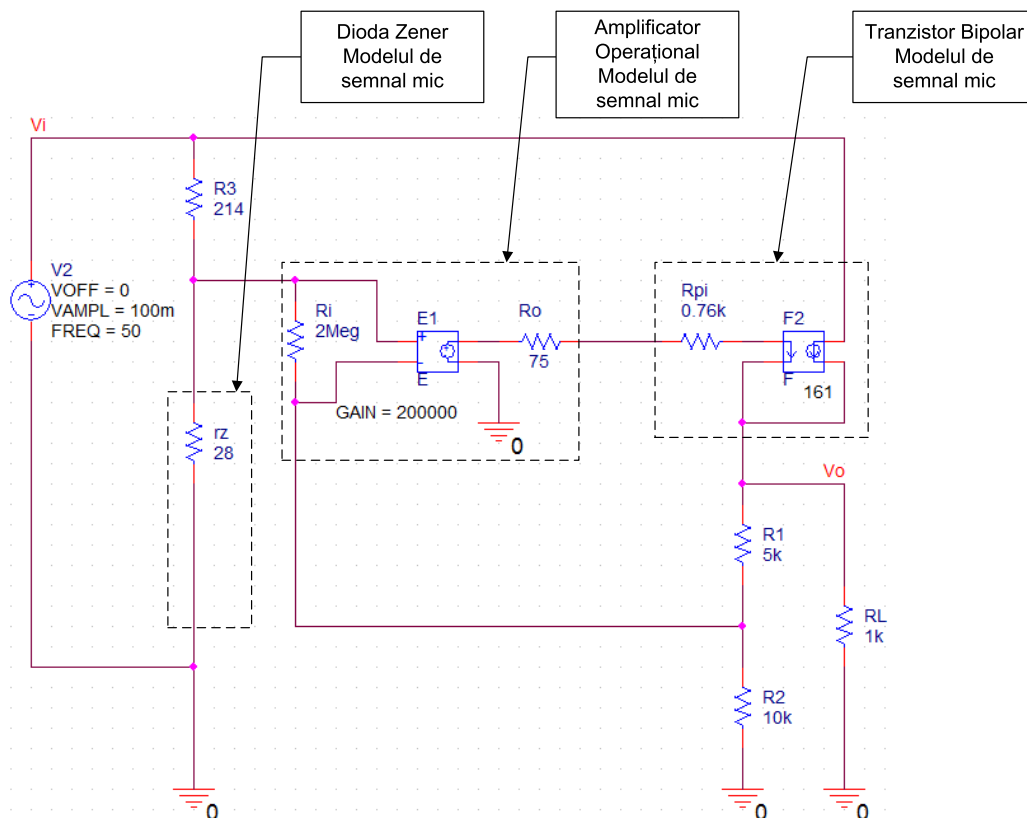 Dioda Zener
Modelul de
semnal mic
Amplificator
Operațional
Modelul de
semnal mic
Tranzistor Bipolar
Modelul de
semnal mic
Vi
R3
214
V2
VOFF = 0
VAMPL = 100m
FREQ = 50
Ri
2Meg
E1
+
-
E
GAIN = 200000
Ro
75
0
Rpi
0.76k
F2
F
161
rz
28
Vo
R1
5k
RL
1k
R2
10k
0
0
0